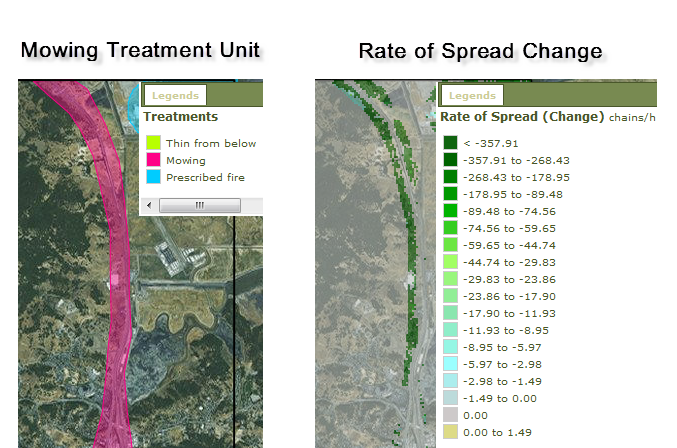 Mowing Treatment Unit
Legends
Treatments
Thin from below
Mowing
Prescribed fire
Rate of Spread Change
Legends
Rate of Spread (Change) chains/h
< -357.91
-357.91 to -268.43
-268.43 to -178.95
-178.95 to -89.48
-89.48 to -74.56
-74.56 to -59.65
-59.65 to -44.74
-44.74 to -29.83
-29.83 to -23.86
-23.86 to -17.90
-17.90 to -11.93
-11.93 to -8.95
-8.95 to -5.97
-5.97 to -2.98
-2.98 to -1.49
-1.49 to 0.00
0.00
0.00 to 1.49